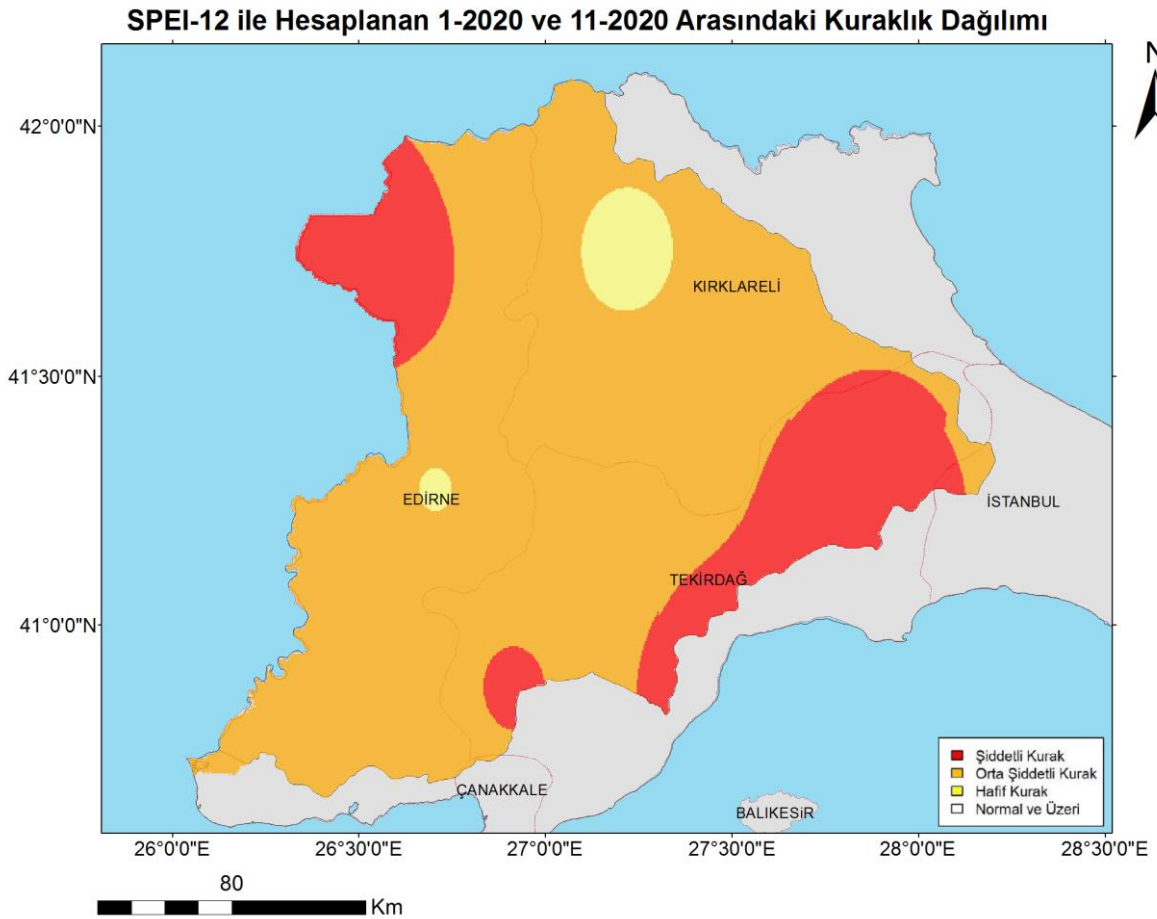 SPEI-12 ile Hesaplanan 1-2020 ve 11-2020 Arasındaki Kuraklık Dağılımı
N
42°0'0"N
KIRKLARELİ
41°30'0"N
EDİRNE
İSTANBUL
TEKİRDAĞ
41°0'0"N
Şiddetli Kurak
Orta Şiddetli Kurak
Hafif Kurak
Normal ve Üzeri
ÇANAKKALE
BALIKESİR
26°0'0"E 26°30'0"E 27°0'0"E 27°30'0"E 28°0'0"E 28°30'0"E
80
Km